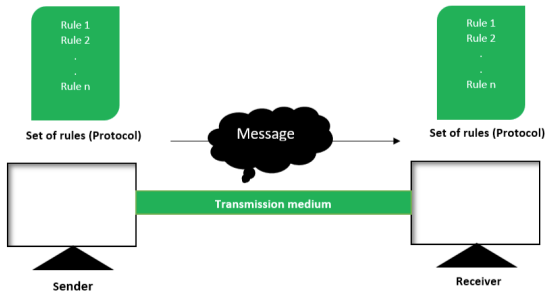 Rule 1
Rule 2
.
.
Rule n
Set of rules (Protocol)
Rule 1
Rule 2
.
.
Rule n
Set of rules (Protocol)
Message
Transmission medium
Sender
Receiver